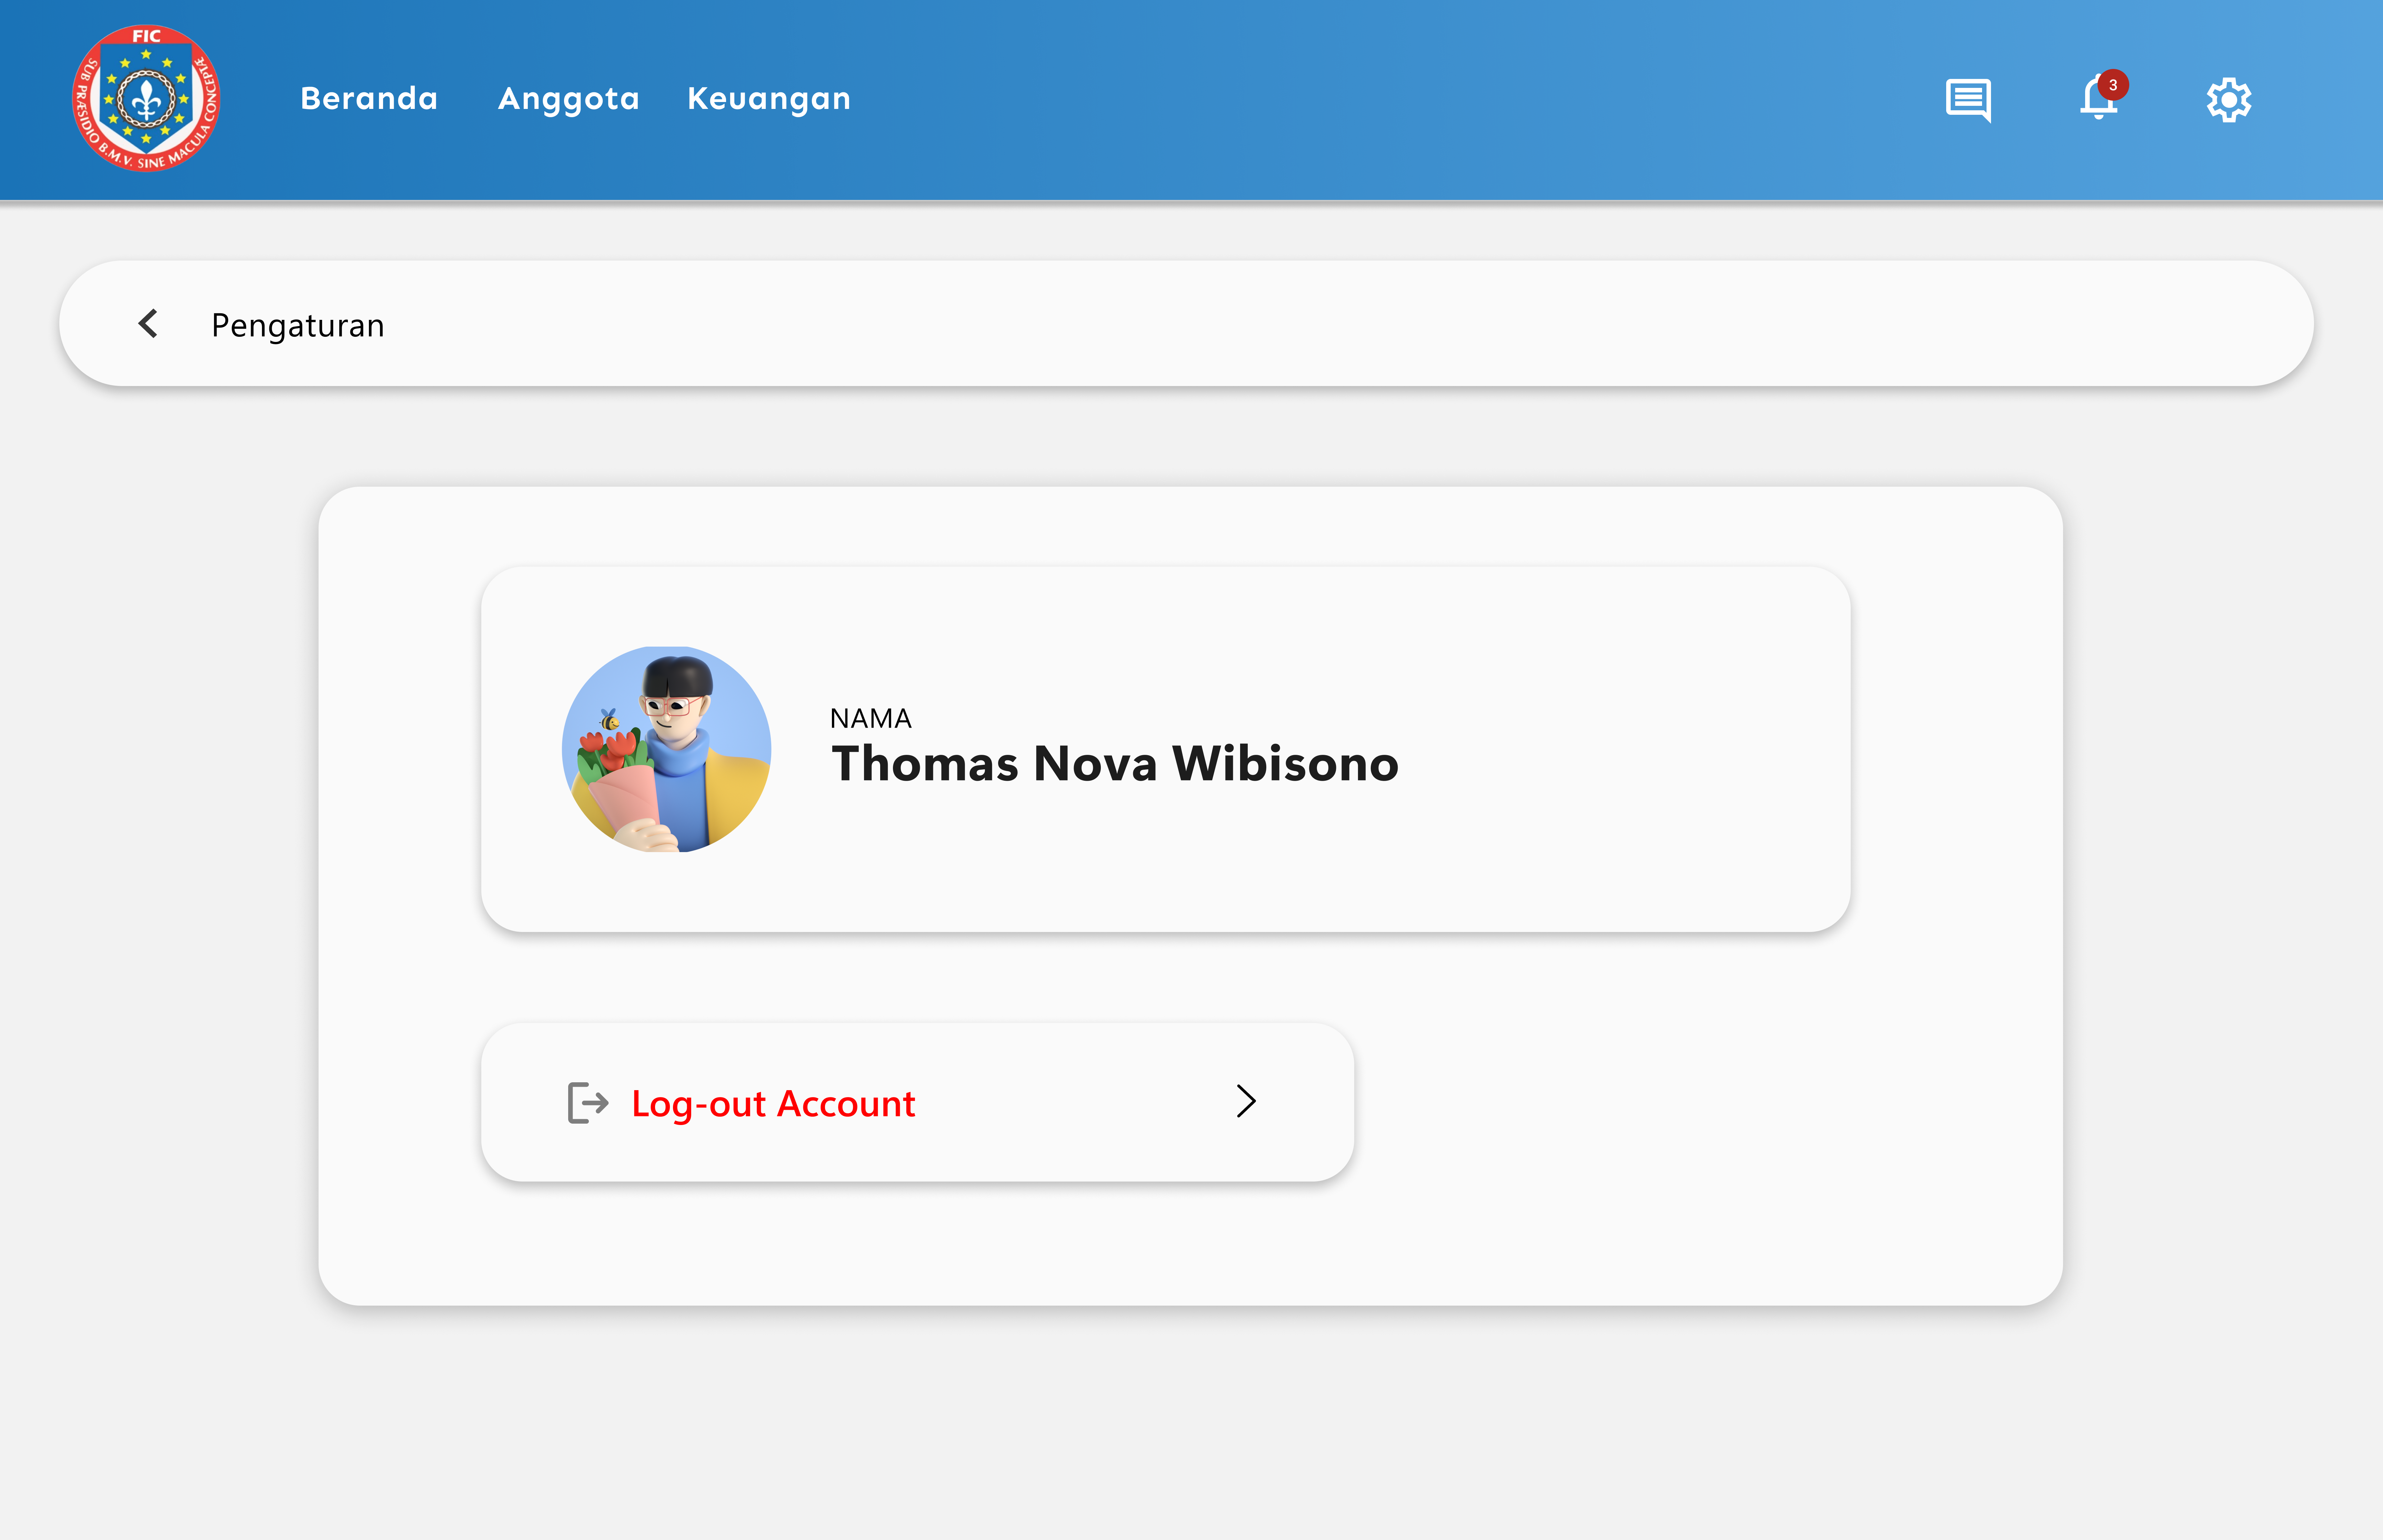 FIC
SUB PRÆSIDIO B.M.V. SINE MACULA CONCEPTÆ
Beranda
Anggota
Keuangan
3
Pengaturan
NAMA
Thomas Nova Wibisono
Log-out Account